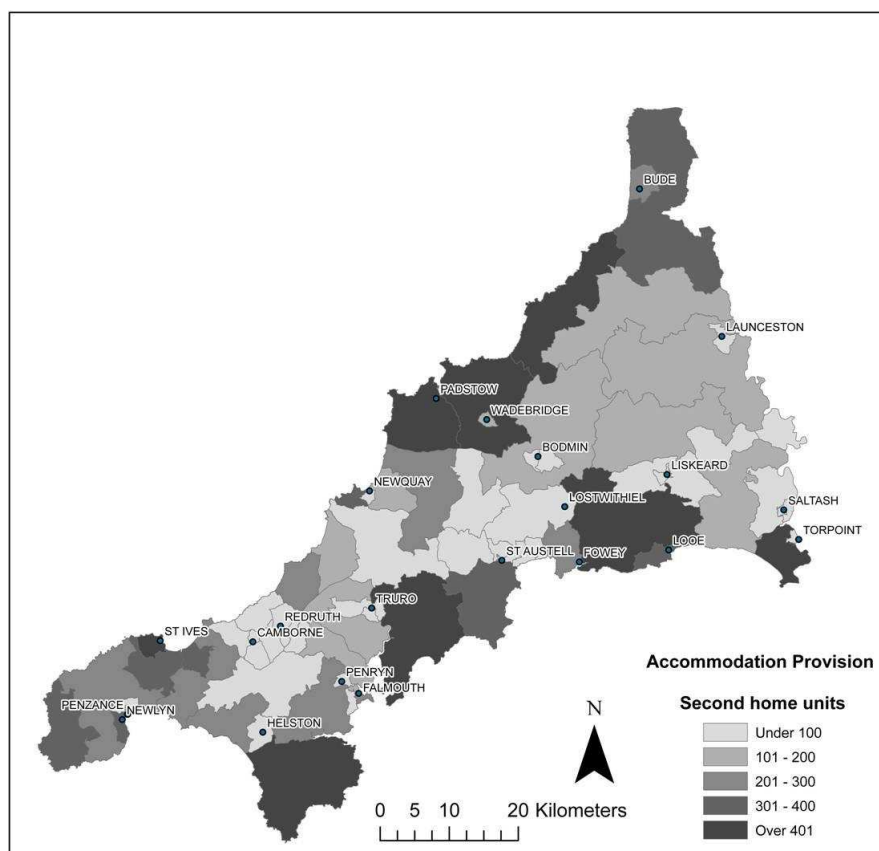 BUDE
LAUNCESTON
PADSTOW
WADEBRIDGE
BODMIN
LISKEARD
NEWQUAY
LOSTWITHIEL
SALTASH
TORPOINT
ST AUSTELL
FOWEY
LOOE
TRURO
REDRUTH
ST IVES
CAMBORNE
PENRYN
FALMOUTH
PENZANCE
NEWLYN
HELSTON
Accommodation Provision
Second home units
Under 100
101 - 200
201 - 300
301 - 400
Over 401
N
0 5 10 20 Kilometers